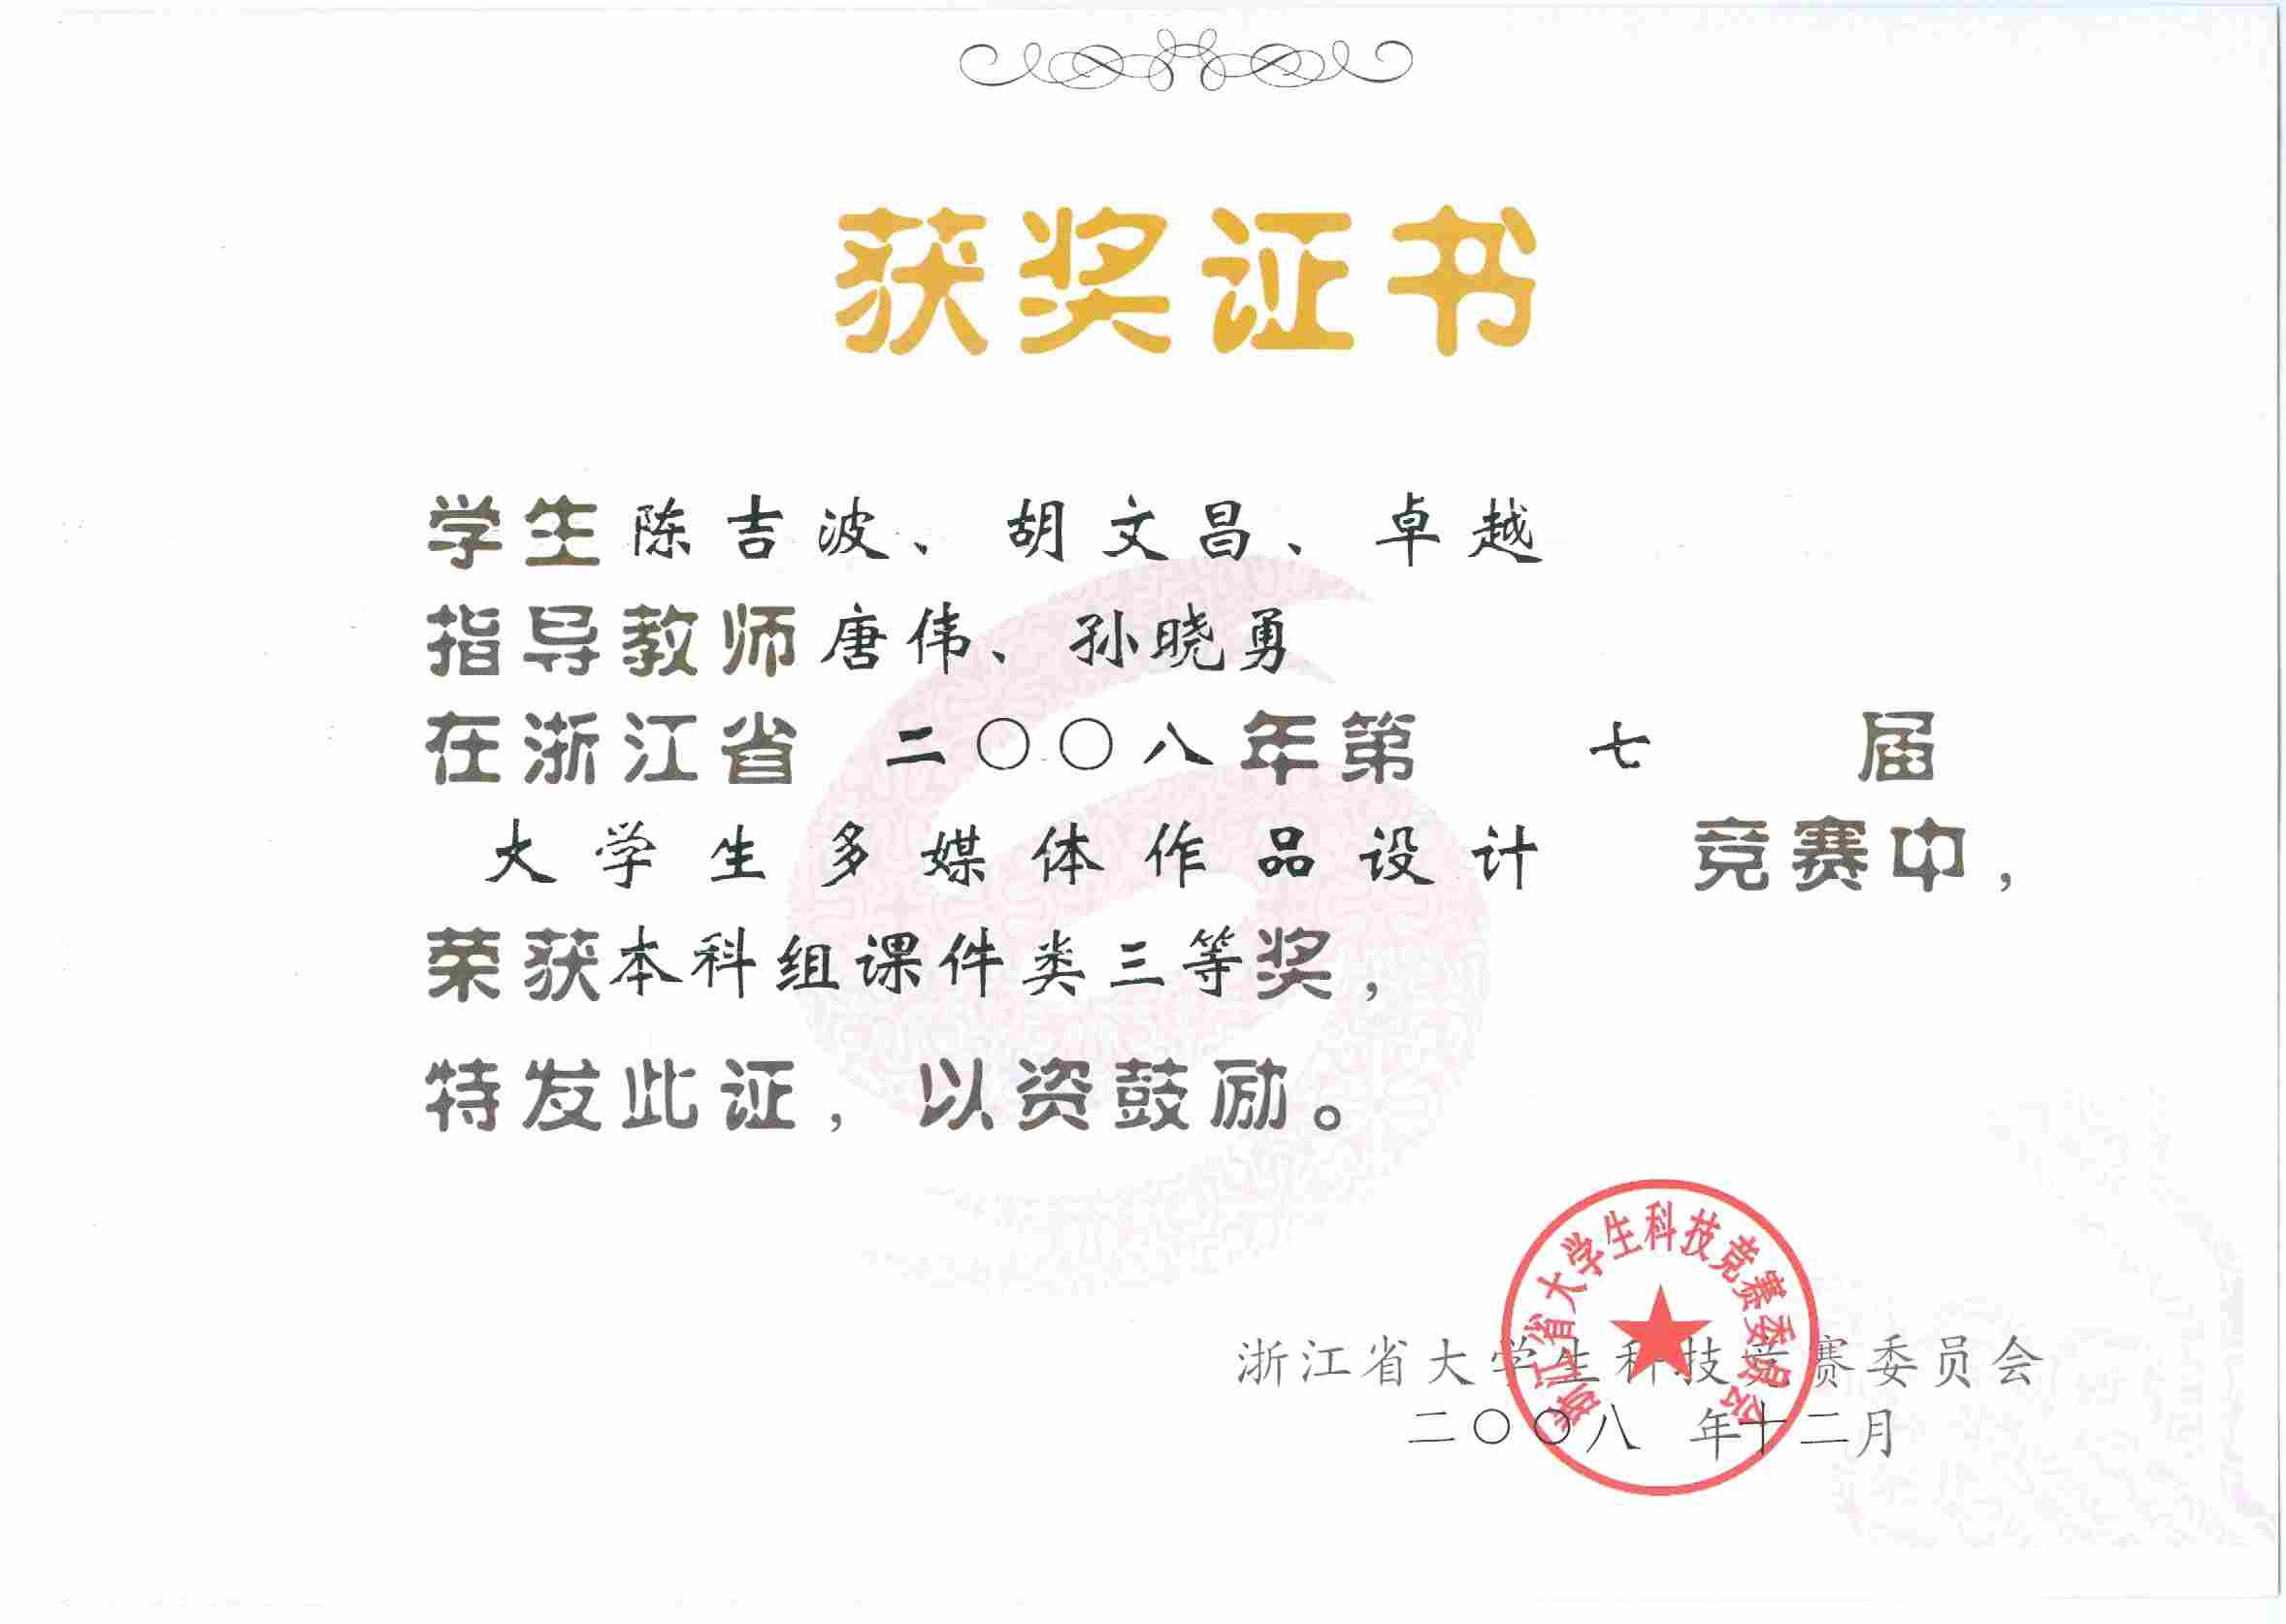 获奖证书
学生陈吉波、胡文昌、卓越
指导教师唐伟、孙晓勇
在浙江省 二〇〇八年第 七 届
大学生多媒体作品设计 竞赛中，
荣获本科组课件类三等奖，
特发此证，以资鼓励。
浙江省大学生科技竞赛委员会
浙江省大学生科技竞赛委员会
二〇〇八 年十二月